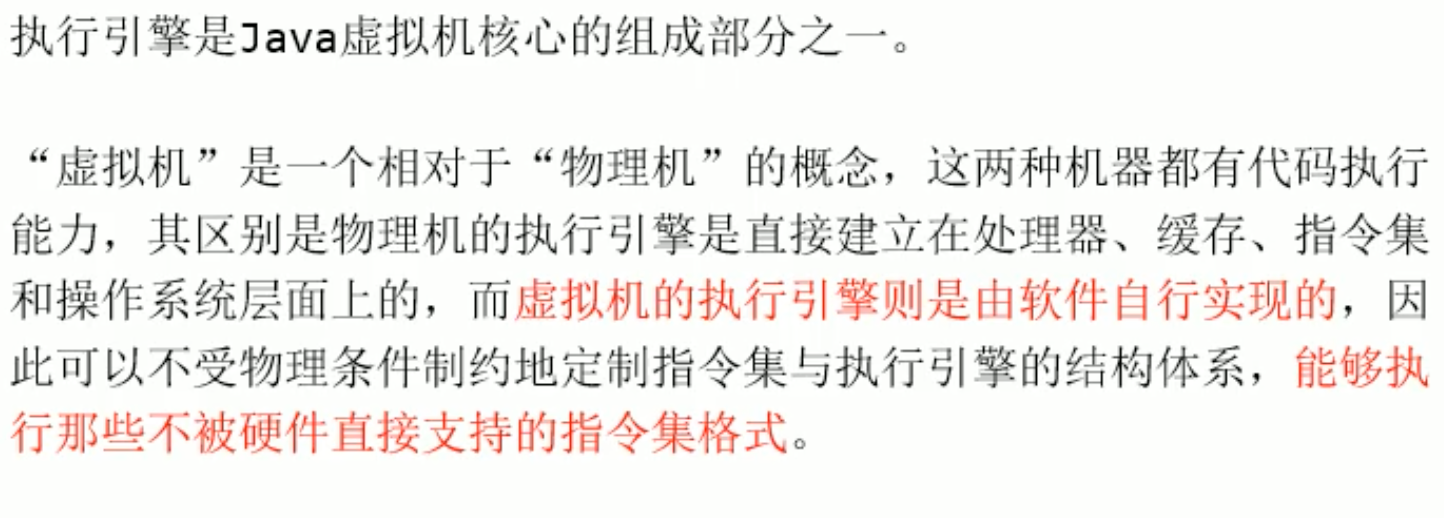 执行引擎是Java虚拟机核心的组成部分之一。
“虚拟机”是一个相对于“物理机”的概念，这两种机器都有代码执行
能力，其区别是物理机的执行引擎是直接建立在处理器、缓存、指令集
和操作系统层面上的，而虚拟机的执行引擎则是由软件自行实现的，因
此可以不受物理条件制约地定制指令集与执行引擎的结构体系，能够执
行那些不被硬件直接支持的指令集格式。